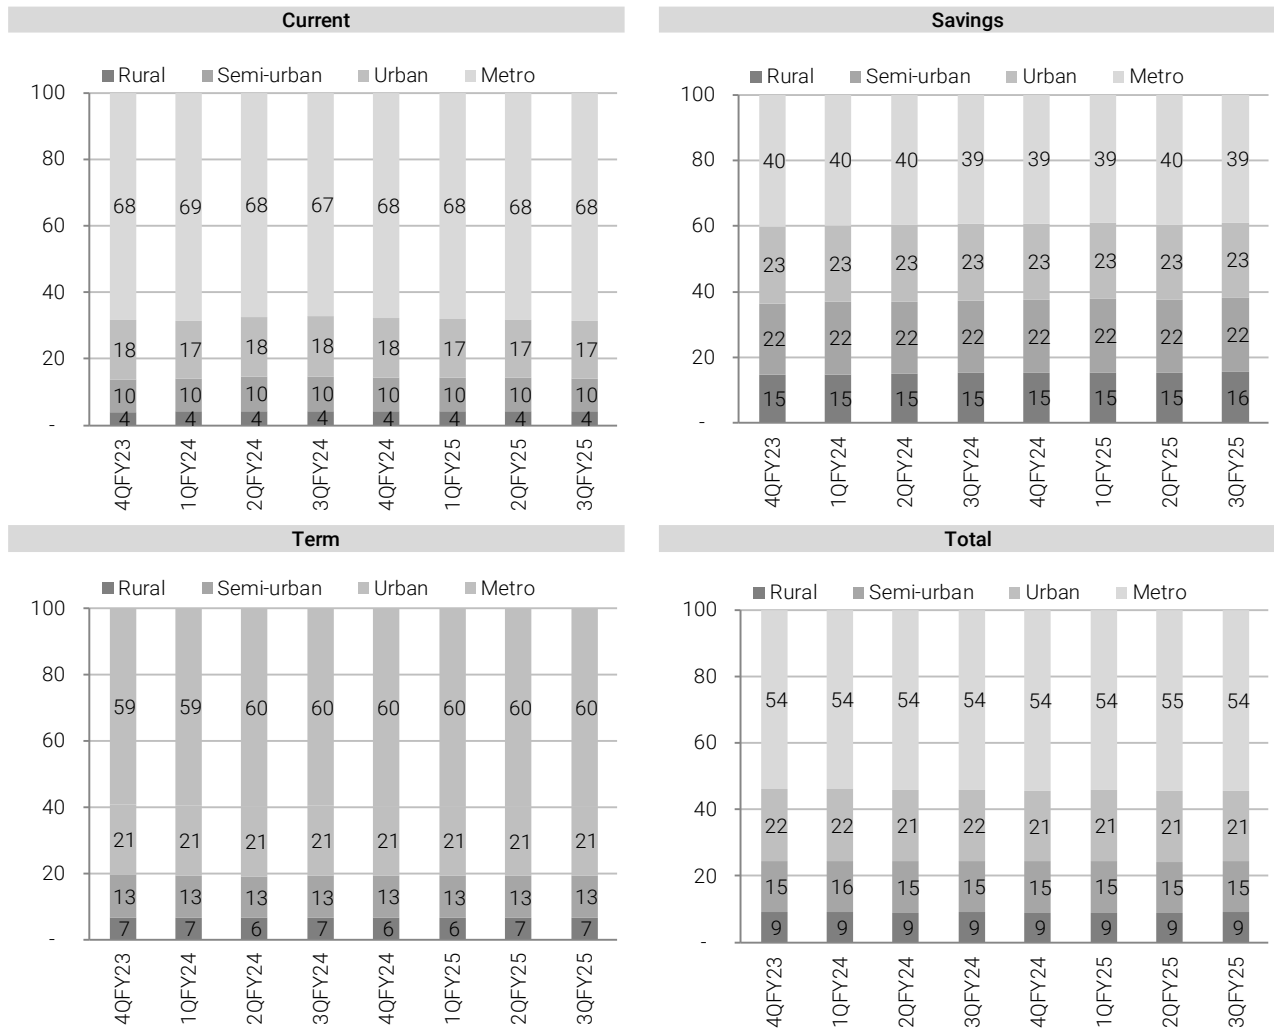 Current
Rural Semi-urban Urban Metro
100
80
60
40
20
-
68 69 68 67 68 68 68 68
18 17 18 18 18 17 17 17
10 10 10 10 10 10 10 10
4 4 4 4 4 4 4 4
4QFY23 1QFY24 2QFY24 3QFY24 4QFY24 1QFY25 2QFY25 3QFY25
Savings
Rural Semi-urban Urban Metro
100
80
60
40
20
-
40 40 40 39 39 39 40 39
23 23 23 23 23 23 23 23
22 22 22 22 22 22 22 22
15 15 15 15 15 15 15 16
4QFY23 1QFY24 2QFY24 3QFY24 4QFY24 1QFY25 2QFY25 3QFY25
Term
Rural Semi-urban Urban Metro
100
80
60
40
20
-
59 59 60 60 60 60 60 60
21 21 21 21 21 21 21 21
13 13 13 13 13 13 13 13
7 7 6 7 6 6 7 7
4QFY23 1QFY24 2QFY24 3QFY24 4QFY24 1QFY25 2QFY25 3QFY25
Total
Rural Semi-urban Urban Metro
100
80
60
40
20
-
54 54 54 54 54 54 55 54
22 22 21 22 21 21 21 21
15 16 15 15 15 15 15 15
9 9 9 9 9 9 9 9
4QFY23 1QFY24 2QFY24 3QFY24 4QFY24 1QFY25 2QFY25 3QFY25